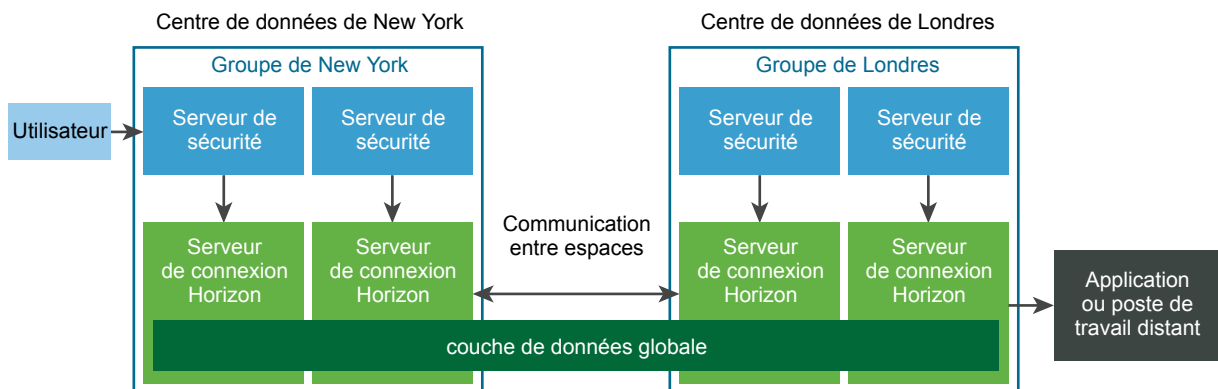 Centre de données de New York
Centre de données de Londres
Groupe de New York
Groupe de Londres
Utilisateur
Serveur de
sécurité
Serveur de
sécurité
Serveur de
sécurité
Serveur de
sécurité
Communication
entre espaces
Serveur
de connexion
Horizon
Serveur
de connexion
Horizon
Serveur
de connexion
Horizon
Serveur
de connexion
Horizon
Application
ou poste de
travail distant
couche de données globale